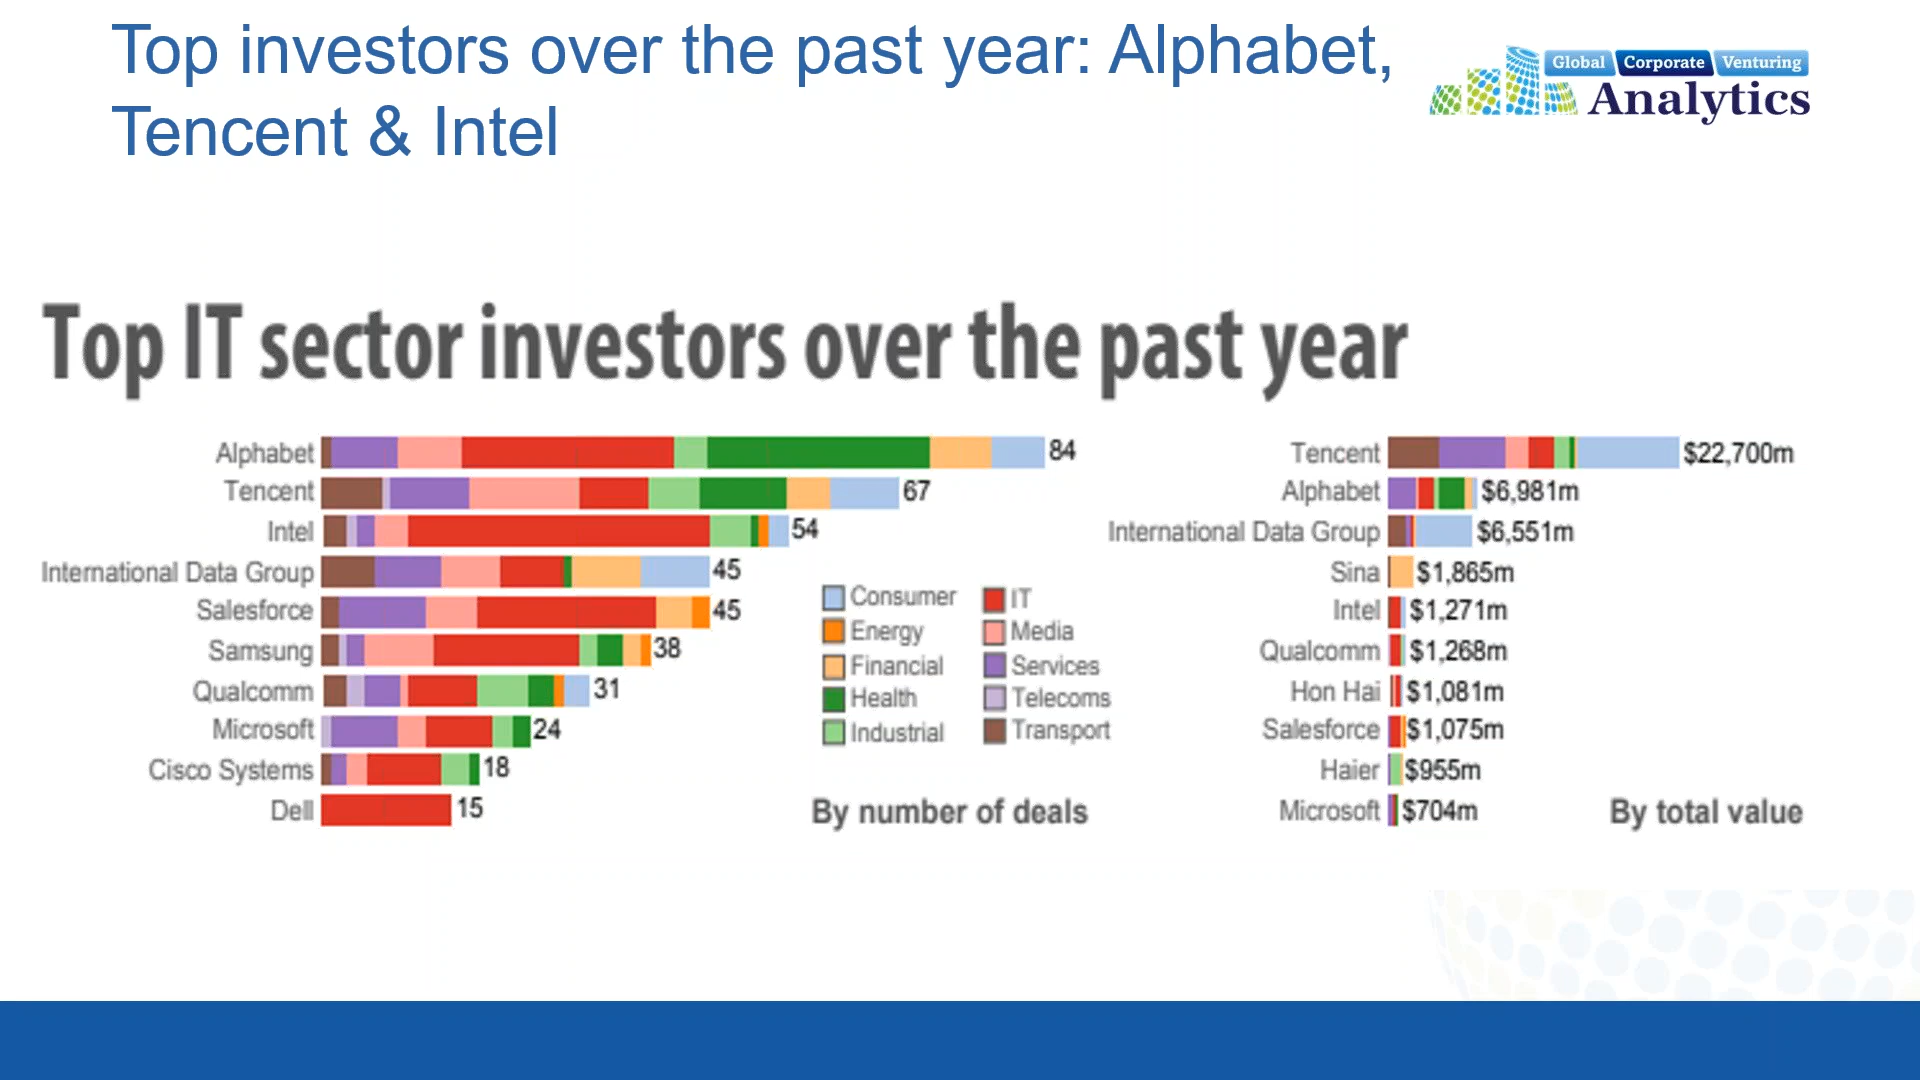 Top investors over the past year: Alphabet,
Tencent & Intel
Global Corporate Venturing
Analytics
Top IT sector investors over the past year
Alphabet 84
Tencent 67
Intel 54
International Data Group 45
Salesforce 45
Samsung 38
Qualcomm 31
Microsoft 24
Cisco Systems 18
Dell 15
Consumer IT
Energy Media
Financial Services
Health Telecoms
Industrial Transport
By number of deals
Tencent $22,700m
Alphabet $6,981m
International Data Group $6,551m
Sina $1,865m
Intel $1,271m
Qualcomm $1,268m
Hon Hai $1,081m
Salesforce $1,075m
Haier $955m
Microsoft $704m
By total value